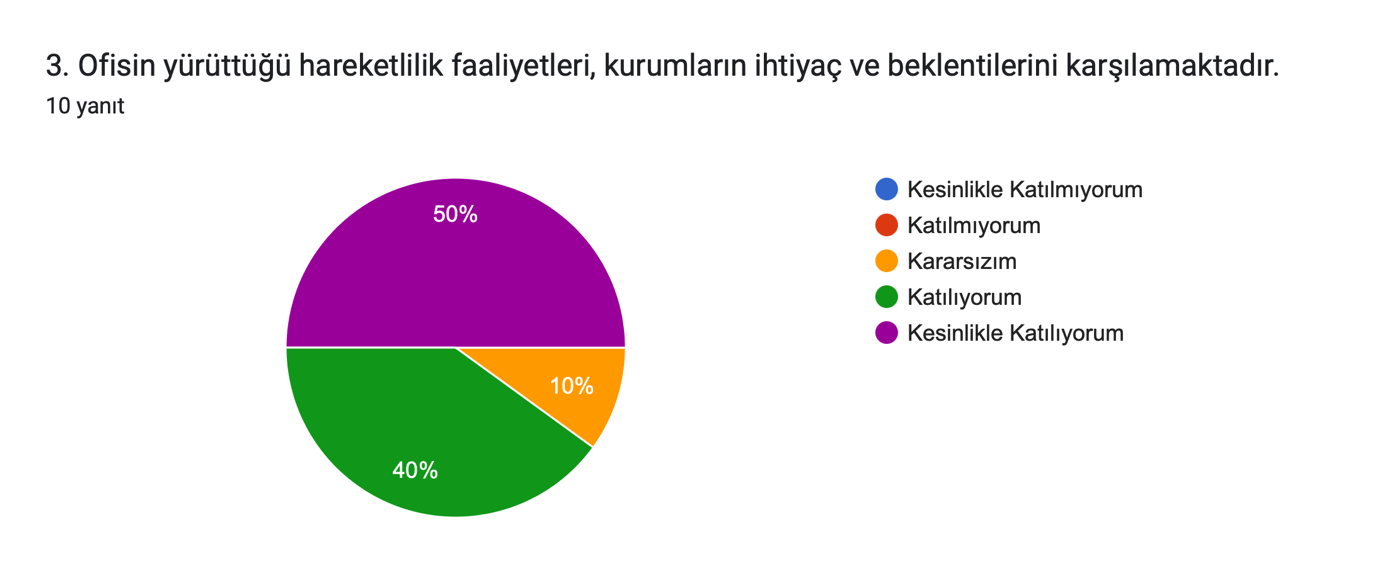 3. Ofisin yürüttüğü hareketlilik faaliyetleri, kurumların ihtiyaç ve beklentilerini karşılamaktadır.
10 yanıt
50%
10%
40%
Kesinlikle Katılmıyorum
Katılmıyorum
Kararsızım
Katılıyorum
Kesinlikle Katılıyorum